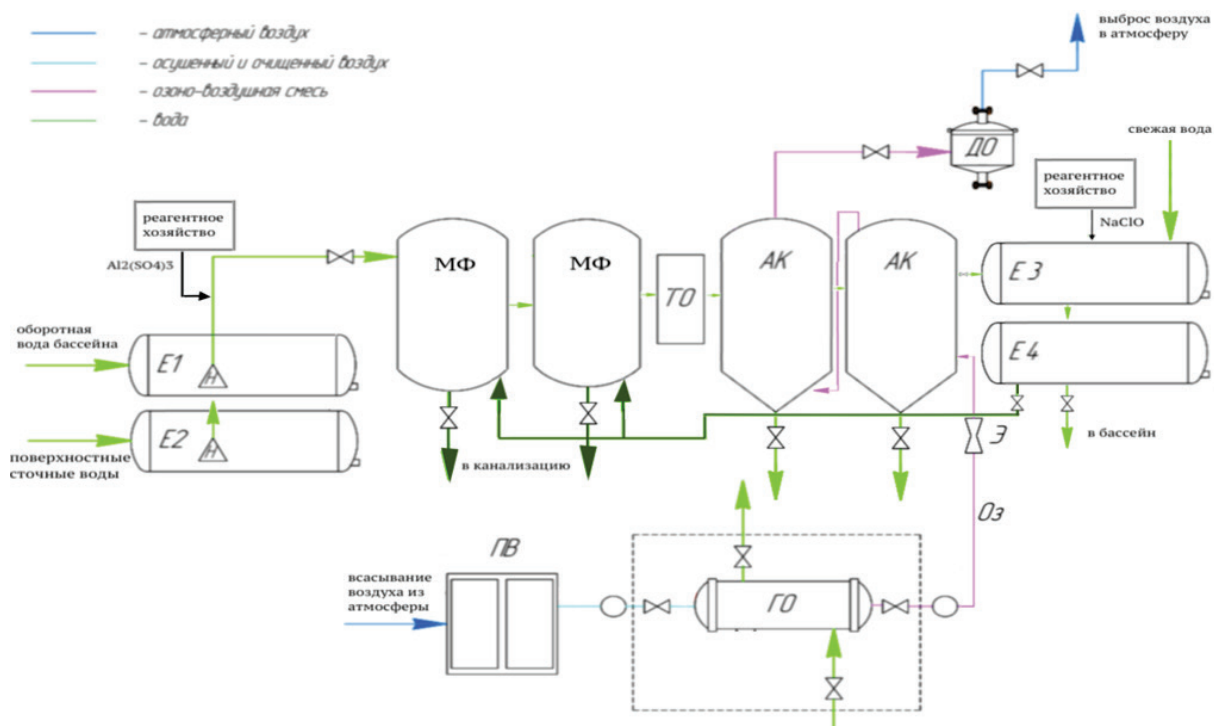 - атмосферный воздух
- осушенный и очищенный воздух
- озоно-воздушная смесь
- вода
выброс воздуха
в атмосферу
ДО
свежая вода
реагентное
хозяйство
NaClO
реагентное
хозяйство
Al2(SO4)3
МФ
МФ
ТО
АК
АК
Е3
Е4
оборотная
вода бассейна
Е1
Н
Е2
Н
поверхностные
сточные воды
в канализацию
в бассейн
Э
Оз
ПВ
всасывание
воздуха из
атмосферы
ГО